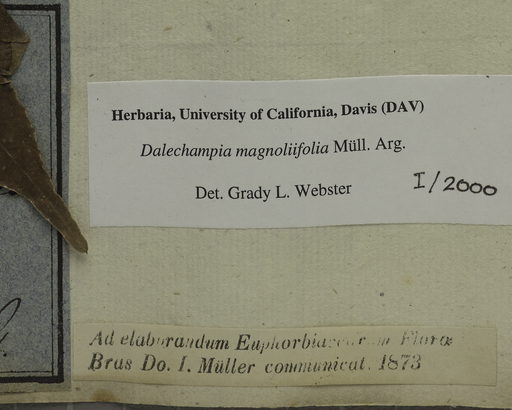 Herbaria, University of California, Davis (DAV)
Dalechampia magnoliifolia Müll. Arg.
Det. Grady L. Webster I/2000
Ad elaborandum Euphorbiacearum Floræ
Bras Do. I. Müller communicat. 1873